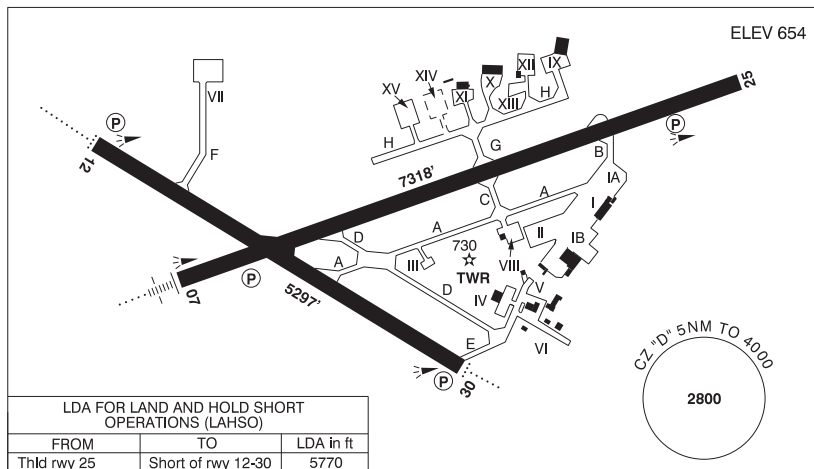 ELEV 654
XII
IX
XIV
X
XV
XI
XIII
H
25
VII
P
P
H
G
B
12
F
7318'
IA
C
A
I
D
A
II
730
IB
A
III
TWR
VIII
07
P
5297'
D
IV
V
CZ "D" 5NM TO 4000
E
VI
P
30
2800
LDA FOR LAND AND HOLD SHORT
OPERATIONS (LAHSO)
FROM TO LDA in ft
Thld rwy 25 Short of rwy 12-30 5770